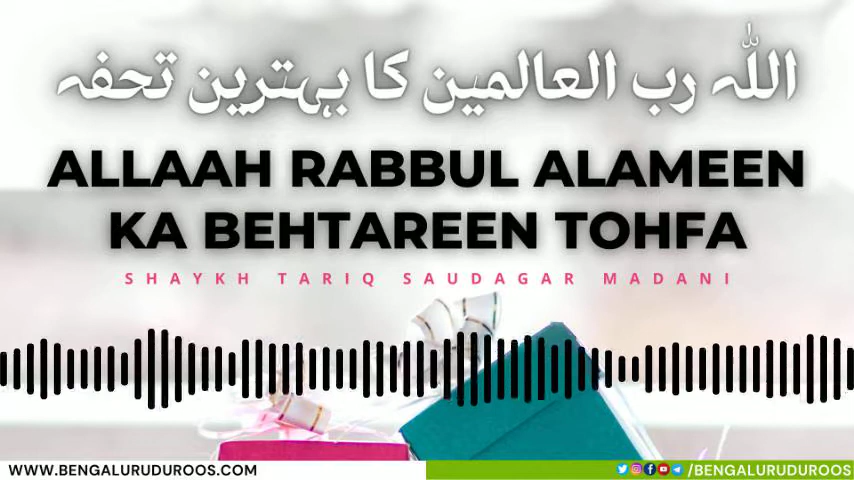 اللہ رب العالمین کا بہترین تحفہ
ALLAAH RABBUL ALAMEEN
KA BEHTAREEN TOHFA
SHAYKH TARIQ SAUDAGAR MADANI
WWW.BENGALURUDUROOS.COM
/BENGALURUDUROOS